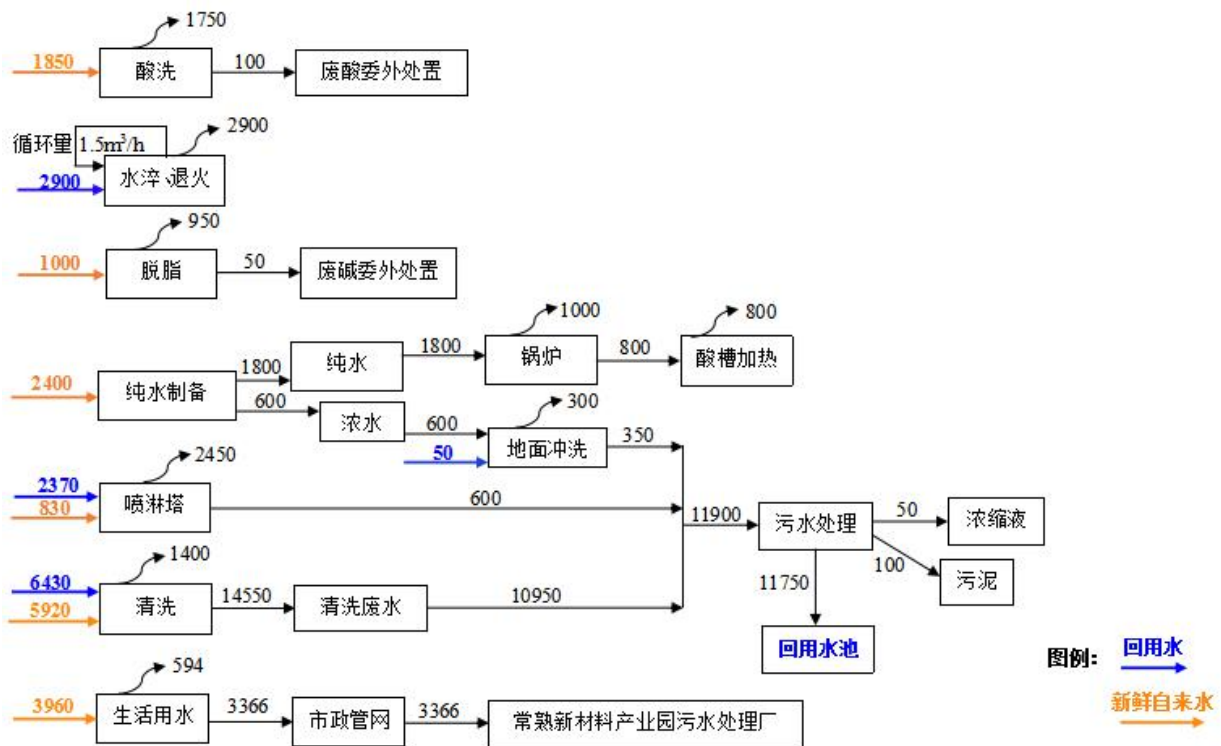 1750
1850
酸洗
100
废酸委外处置
循环量
1.5m³/h
2900
2900
水淬、退火
950
1000
脱脂
50
废碱委外处置
1000
800
2400
纯水制备
1800
纯水
1800
锅炉
800
酸槽加热
600
浓水
600
50
300
地面冲洗
350
2450
2370
830
喷淋塔
600
11900
污水处理
50
浓缩液
100
污泥
11750
回用水池
1400
6430
5920
清洗
14550
清洗废水
10950
594
3960
生活用水
3366
市政管网
3366
常熟新材料产业园污水处理厂
图例：
回用水
新鲜自来水